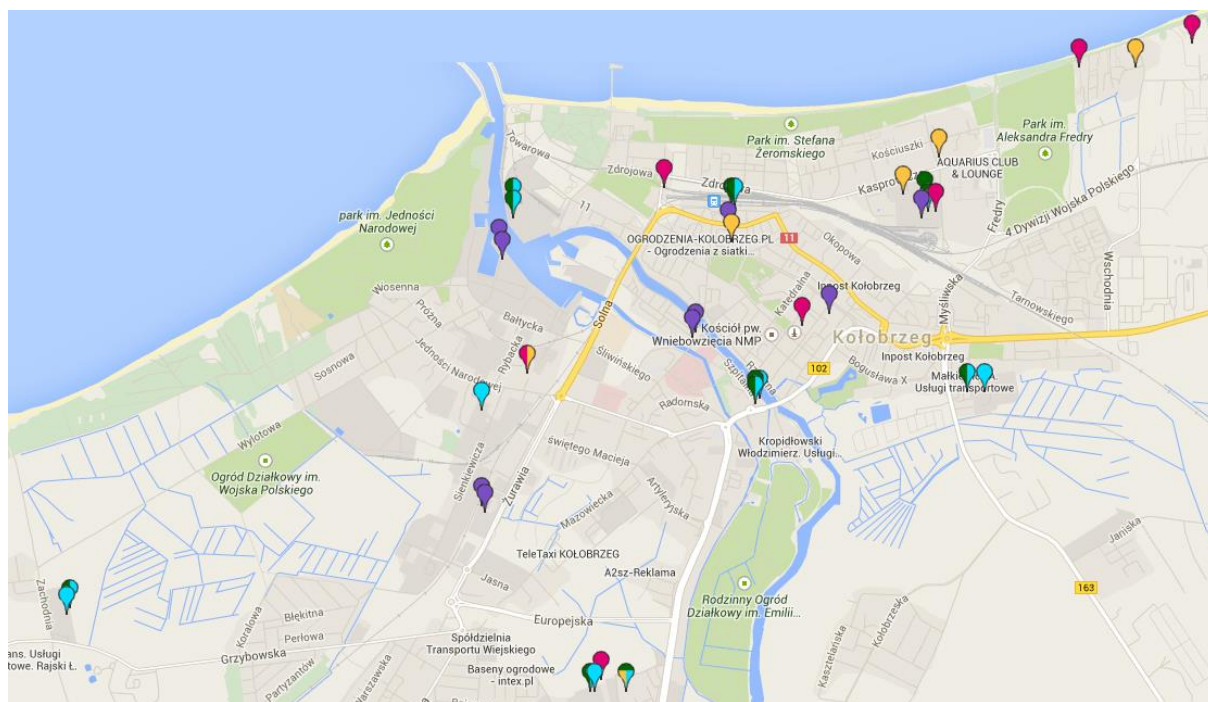 Park im.
Aleksandra Fredry
Park im. Stefana
Żeromskiego
Kościuszki
AQUARIUS CLUB
& LOUNGE
Towarowa
Zdrojowa
11
park im. Jedności
Narodowej
Fredry
4 Dywizji Wojska Polskiego
OGRODZENIA-KOLOBRZEG.PL
- Ogrodzenia z siatki...
11
Okopowa
Wschodnia
Katedralna
Inpost Kołobrzeg
Myśliwska
Tarnowskiego
Wiosenna
Solna
Próżna
Bałtycka
Rybacka
Kościół pw.
Wniebowzięcia NMP
Kołobrzeg
Inpost Kołobrzeg
Sosnowa
Jedności Narodowej
Śliwińskiego
102
Bogusława X
Usługi transportowe
Radomska
Wylotowa
Kropidłowski
Włodzimierz. Usługi...
świętego Macieja
Sienkiewicza
Żurawia
Ogród Działkowy im.
Wojska Polskiego
Artyleryjska
Mazowiecka
Janiska
TeleTaxi KOŁOBRZEG
A2sz-Reklama
Jasna
163
Zachodnia
Rodzinny Ogród
Działkowy im. Emilii...
Koralowa
Błękitna
Perłowa
Europejska
Kołobrzeska
Kasztelańska
ans. Usługi
towe. Rajski Ł.
Grzybowska
Spółdzielnia
Transportu Wiejskiego
Partyzantów
Warszawska
Baseny ogrodowe
- intex.pl